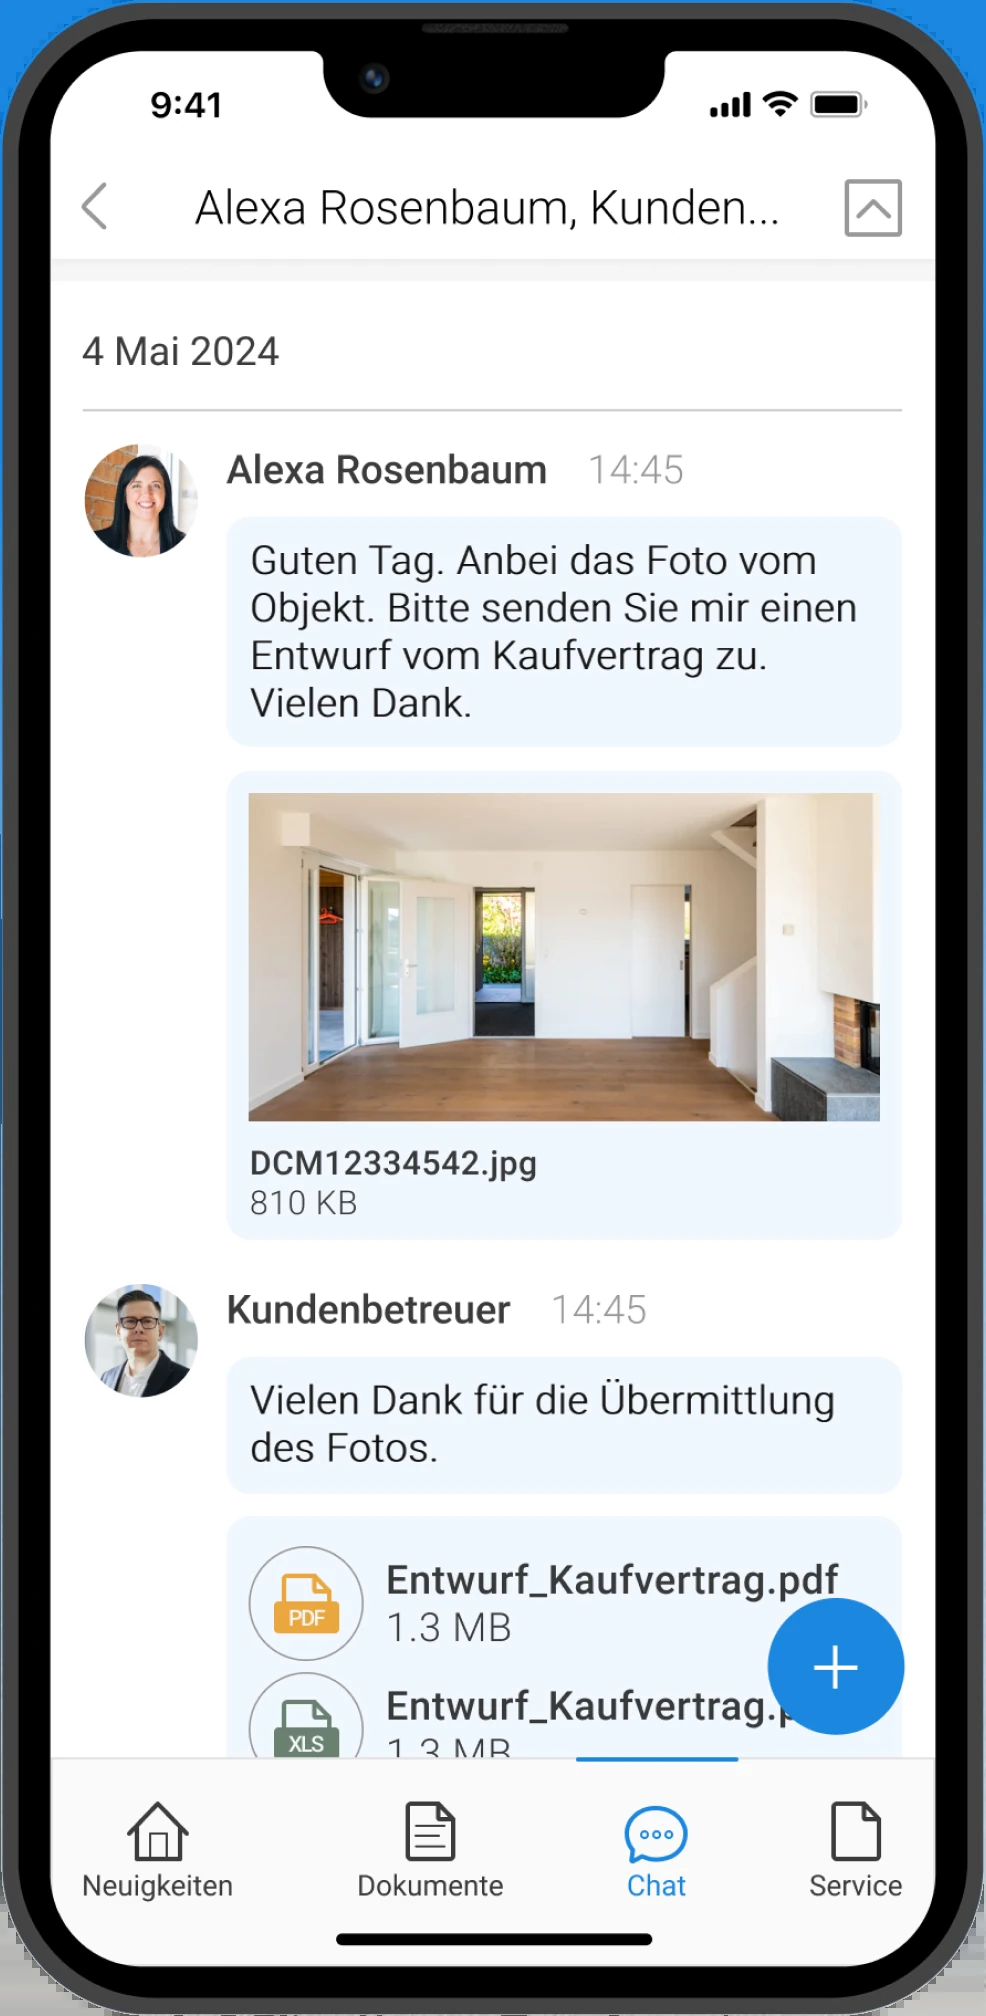 9:41
Alexa Rosenbaum, Kunden...
4 Mai 2024
Alexa Rosenbaum 14:45
Guten Tag. Anbei das Foto vom
Objekt. Bitte senden Sie mir einen
Entwurf vom Kaufvertrag zu.
Vielen Dank.
DCM12334542.jpg
810 KB
Kundenbetreuer 14:45
Vielen Dank für die Übermittlung
des Fotos.
PDF
Entwurf_Kaufvertrag.pdf
1.3 MB
XLS
Entwurf_Kaufvertrag.
1.3 MB
Neuigkeiten
Dokumente
Chat
Service